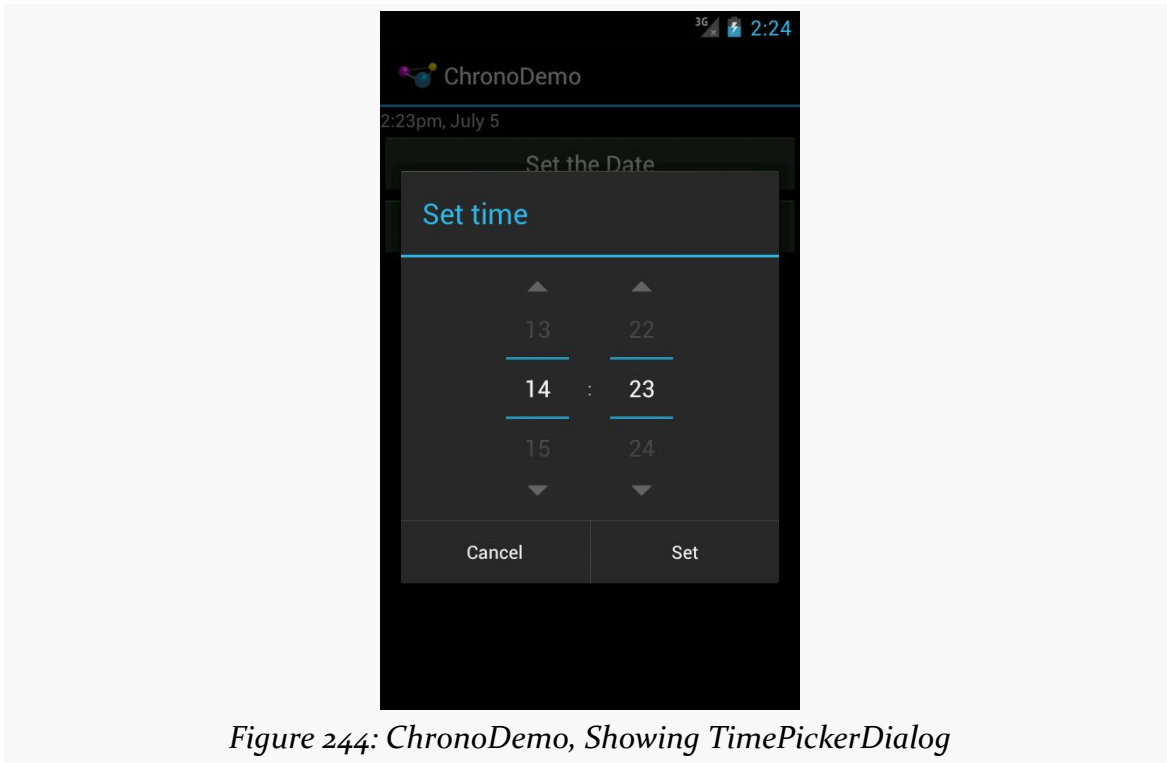 3G 2:24
ChronoDemo
2:23pm, July 5
Set the Date
Set time
13 22
14 : 23
15 24
Cancel Set
Figure 244: ChronoDemo, Showing TimePickerDialog